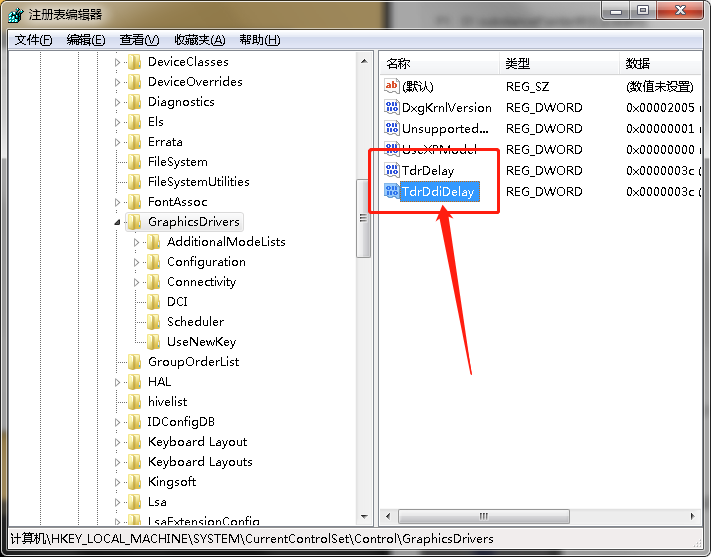 注册表编辑器
文件(F) 编辑(E) 查看(V) 收藏夹(A) 帮助(H)
DeviceClasses
DeviceOverrides
Diagnostics
Els
Errata
FileSystem
FileSystemUtilities
FontAssoc
GraphicsDrivers
AdditionalModeLists
Configuration
Connectivity
DCI
Scheduler
UseNewKey
GroupOrderList
HAL
hivelist
IDConfigDB
Keyboard Layout
Keyboard Layouts
Kingsoft
Lsa
LsaExtensionConfig
名称 类型 数据
(默认) REG_SZ (数值未设置)
DxgKrnlVersion REG_DWORD 0x00002005
Unsupported... REG_DWORD 0x00000001
UseXPModel REG_DWORD 0x00000000
TdrDelay REG_DWORD 0x0000003c (
TdrDdiDelay REG_DWORD 0x0000003c (
计算机\HKEY_LOCAL_MACHINE\SYSTEM\CurrentControlSet\Control\GraphicsDrivers